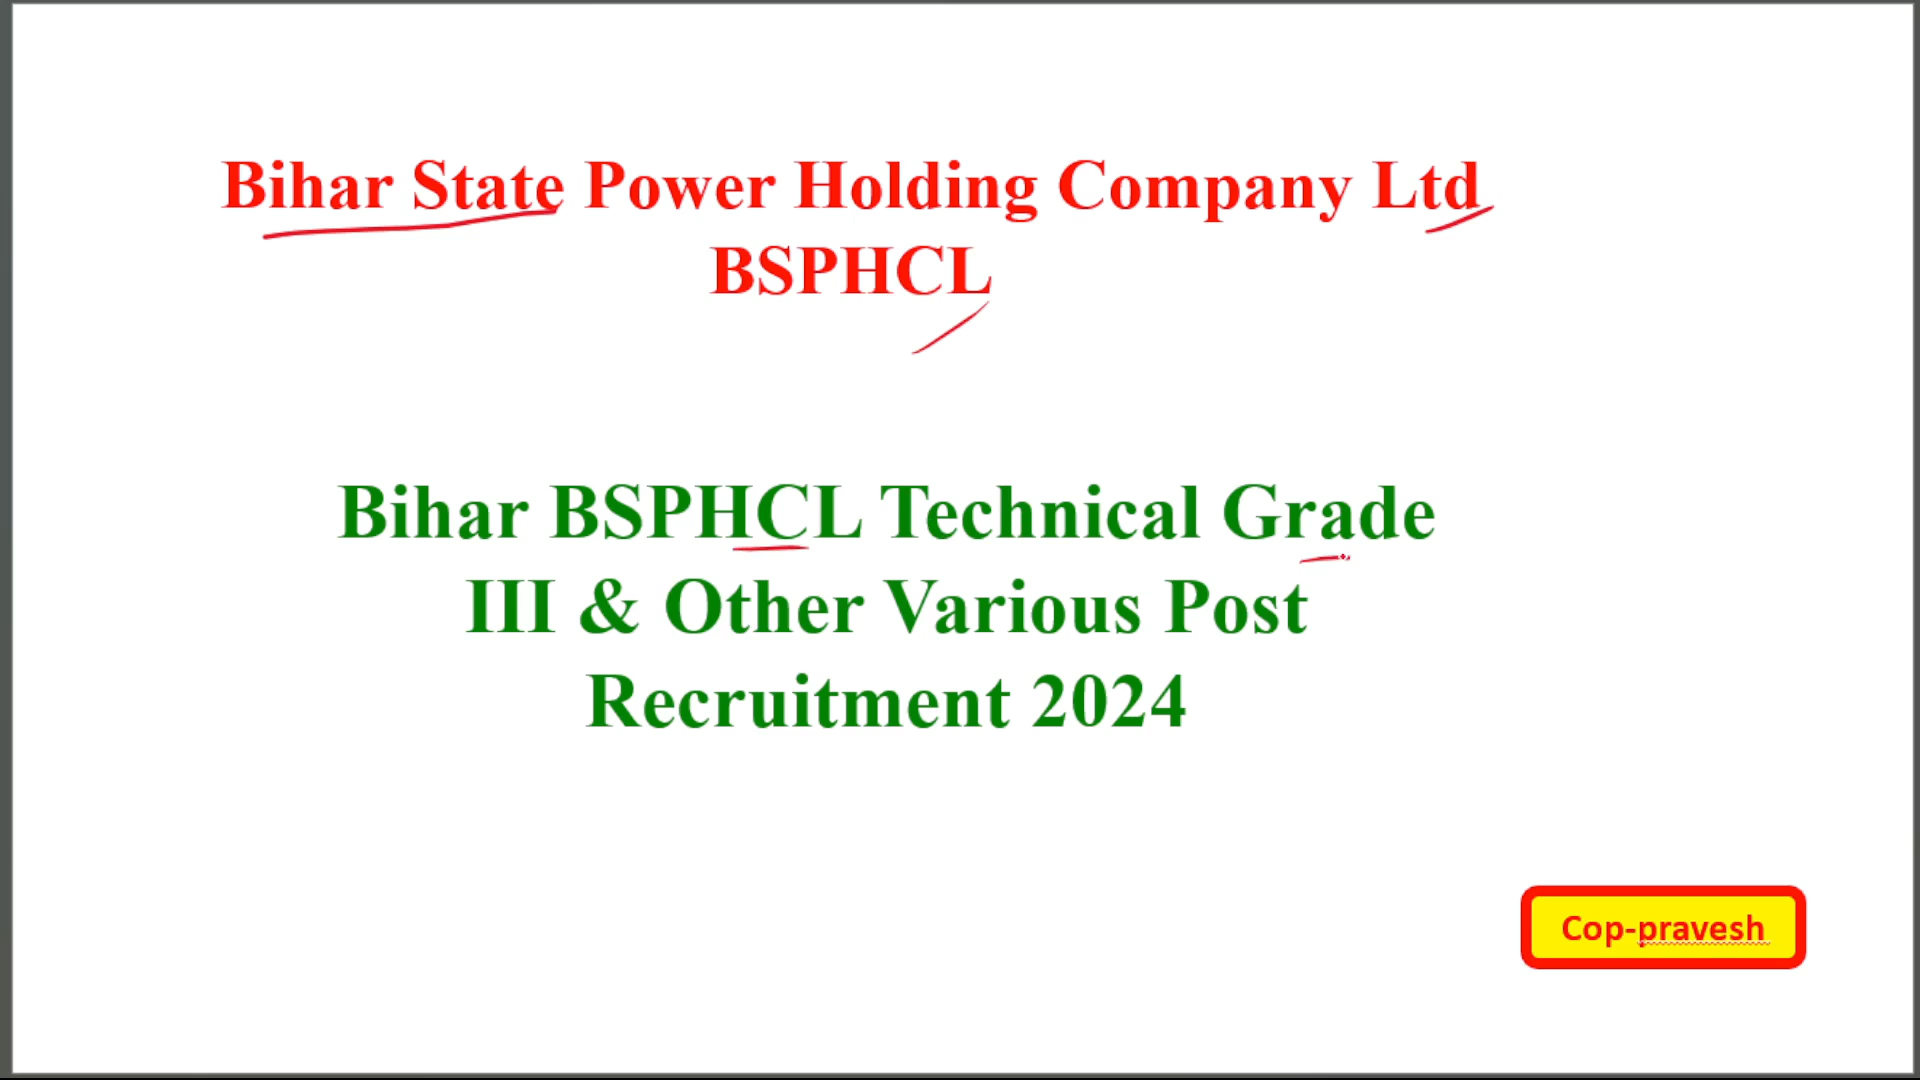 Bihar State Power Holding Company Ltd
BSPHCL
Bihar BSPHCL Technical Grade
III & Other Various Post
Recruitment 2024
Cop-pravesh